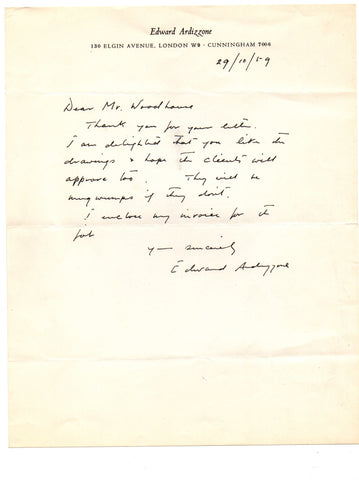 Edward Ardizzone
130 ELGIN AVENUE, LONDON W9 · CUNNINGHAM 7066
29/10/59
Dear Mr. Woodhouse
Thank you for your letter.
I am delighted that you like the
drawings & hope the clients will
approve too. They will be
mugwumps if they don't.
I enclose my invoice for the
job
Yrs sincerely
Edward Ardizzone